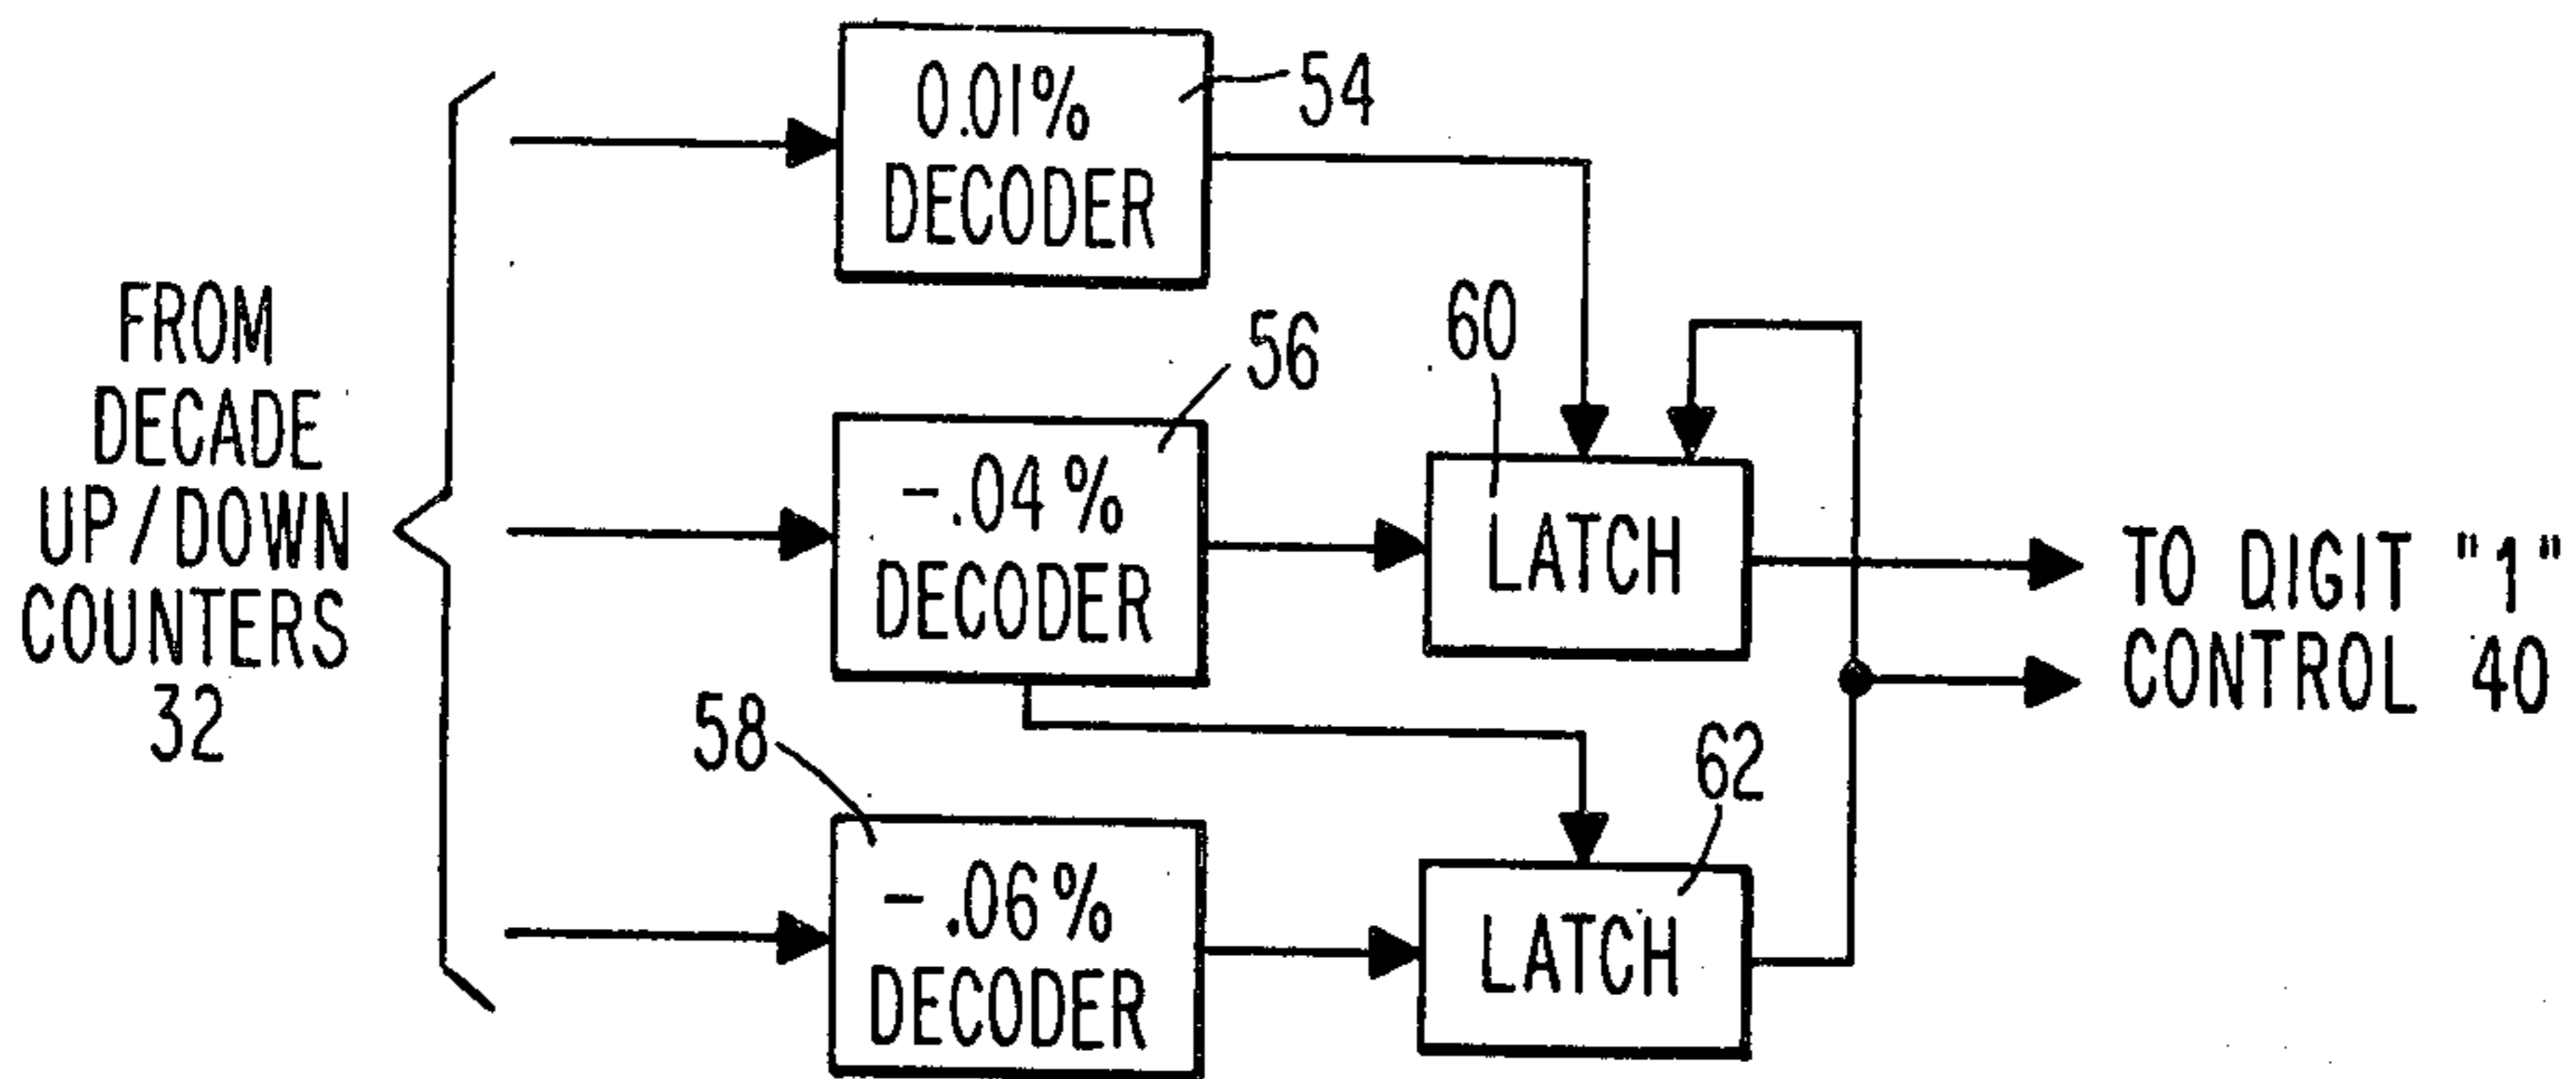 FROM
DECADE
UP/DOWN
COUNTERS
32
0.01%
DECODER
54
-.04%
DECODER
56
-.06%
DECODER
58
LATCH
60
LATCH
62
TO DIGIT "1"
CONTROL 40